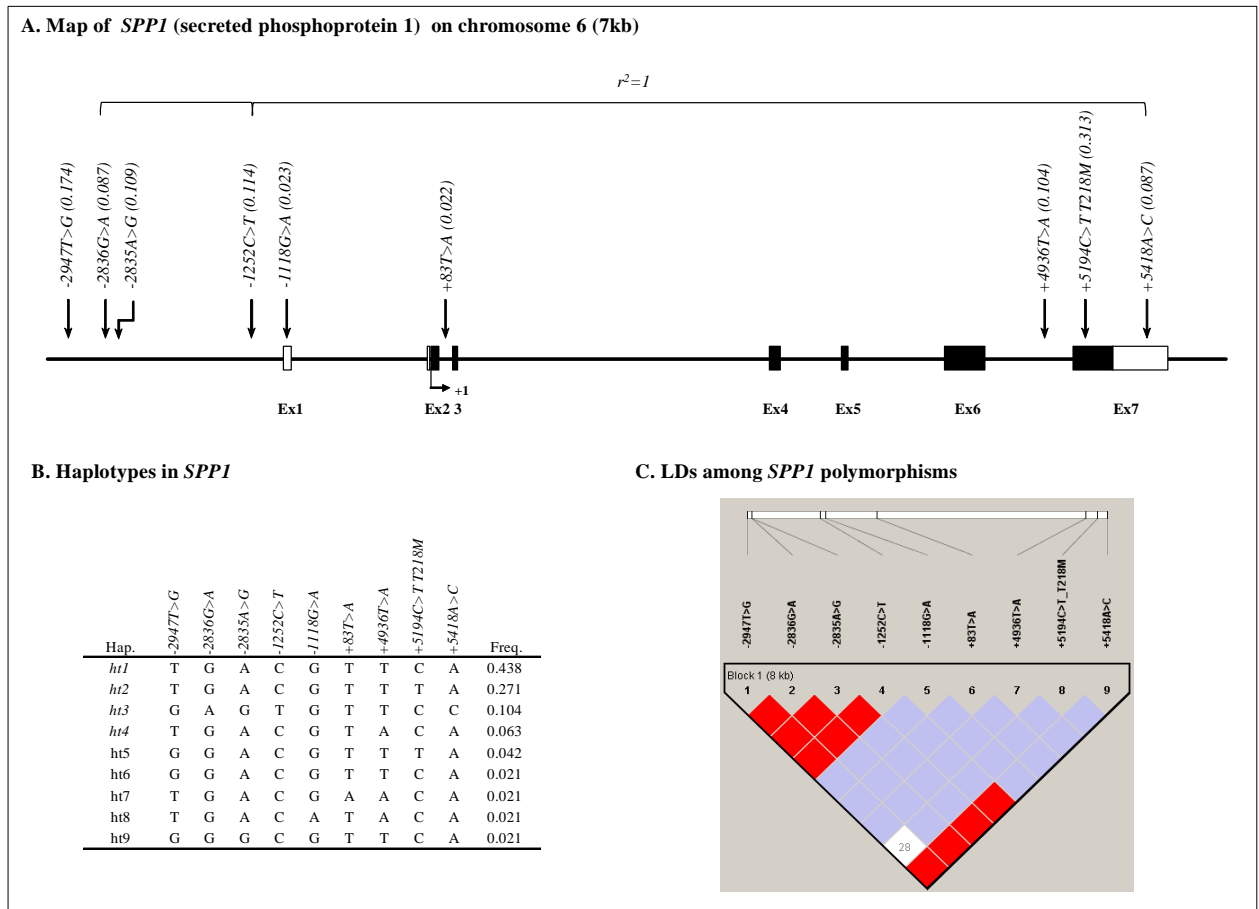 A. Map of SPP1 (secreted phosphoprotein 1) on chromosome 6 (7kb)
r²=1
-2947T>G (0.174)
-2836G>A (0.087)
-2835A>G (0.109)
-1252C>T (0.114)
-1118G>A (0.023)
+83T>A (0.022)
+4936T>A (0.104)
+5194C>T T218M (0.313)
+5418A>C (0.087)
+1
Ex1 Ex2 3 Ex4 Ex5 Ex6 Ex7
B. Haplotypes in SPP1
Hap. -2947T>G -2836G>A -2835A>G -1252C>T -1118G>A +83T>A +4936T>A +5194C>T T218M +5418A>C Freq.
ht1 T G A C G T T C A 0.438
ht2 T G A C G T T T A 0.271
ht3 G A G T G T T C C 0.104
ht4 T G A C G T A C A 0.063
ht5 G G A C G T T T A 0.042
ht6 G G A C G T T C A 0.021
ht7 T G A C G A A C A 0.021
ht8 T G A C A T A C A 0.021
ht9 G G G C G T T C A 0.021
C. LDs among SPP1 polymorphisms
-2947T>G
-2836G>A
-2835A>G
-1252C>T
-1118G>A
+83T>A
+4936T>A
+5194C>T_T218M
+5418A>C
Block 1 (8 kb)
1 2 3 4 5 6 7 8 9
28